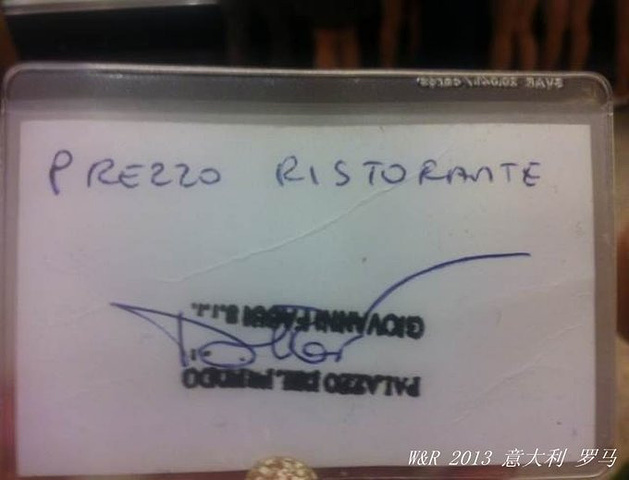 PREZZO RISTORANTE
PALAZZO DEL FREDDO
GIOVANNI FASSI S.r.l.
W&R 2013 意大利 罗马